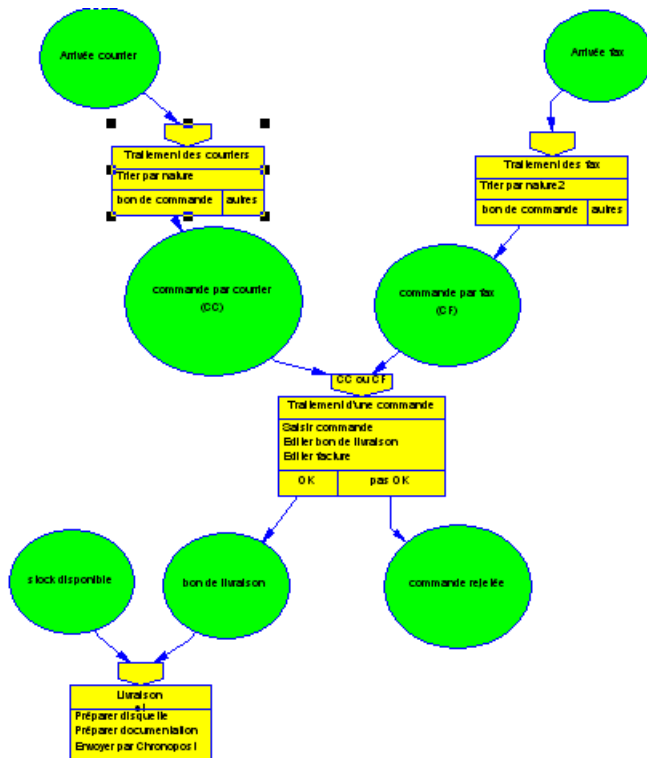 Arrivée courrier
Arrivée fax
Traitement des courriers
Trier par nature
bon de commande autres
Traitement des fax
Trier par nature2
bon de commande autres
commande par courrier
(CC)
commande par fax
(CF)
CC ou CF
Traitement d'une commande
Saisir commande
Editer bon de livraison
Editer facture
OK pas OK
stock disponible
bon de livraison
commande rejetée
Livraison
et
Préparer disquette
Préparer documentation
Envoyer par Chronopost